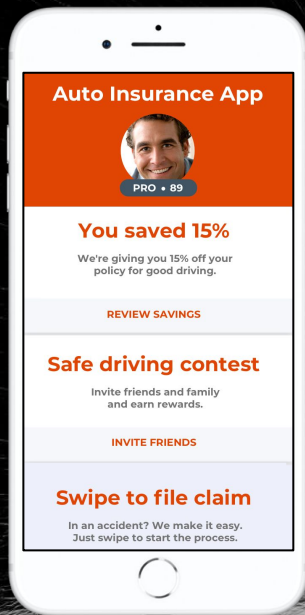 Auto Insurance App
PRO • 89
You saved 15%
We're giving you 15% off your
policy for good driving.
REVIEW SAVINGS
Safe driving contest
Invite friends and family
and earn rewards.
INVITE FRIENDS
Swipe to file claim
In an accident? We make it easy.
Just swipe to start the process.